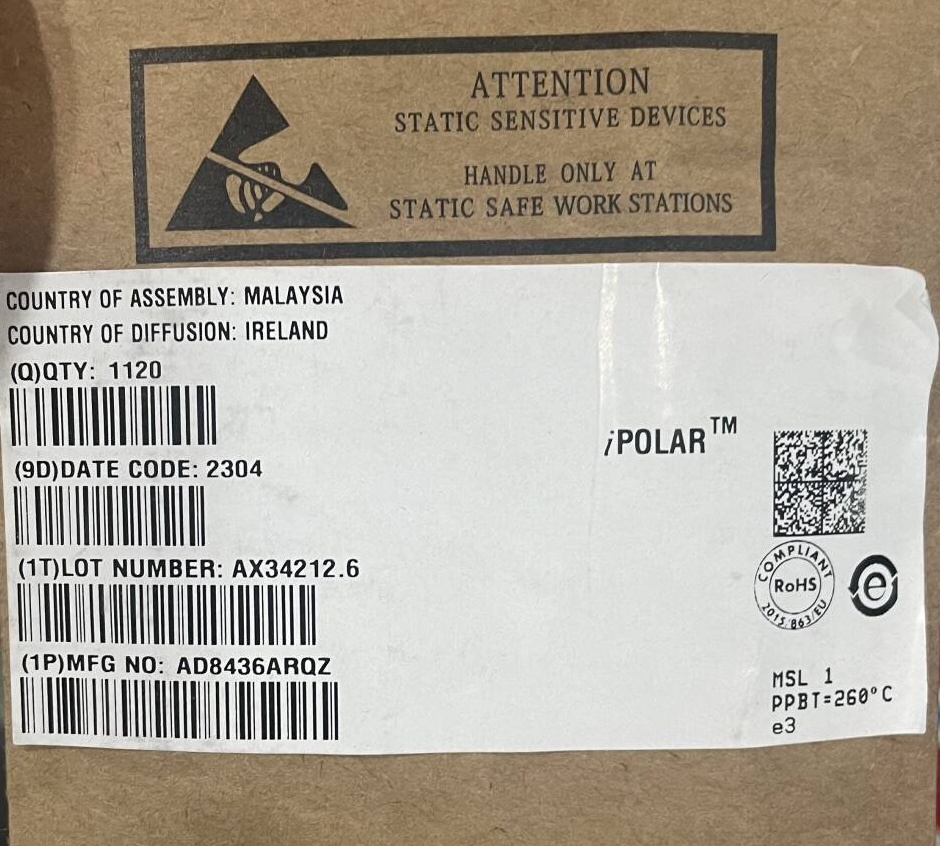 ATTENTION
STATIC SENSITIVE DEVICES
HANDLE ONLY AT
STATIC SAFE WORK STATIONS
COUNTRY OF ASSEMBLY: MALAYSIA
COUNTRY OF DIFFUSION: IRELAND
(Q)QTY: 1120
(9D)DATE CODE: 2304
(1T)LOT NUMBER: AX34212.6
(1P)MFG NO: AD8436ARQZ
iPOLAR™
COMPLIANT
RoHS
2015/863/EU
e
MSL 1
PPBT=260°C
e3